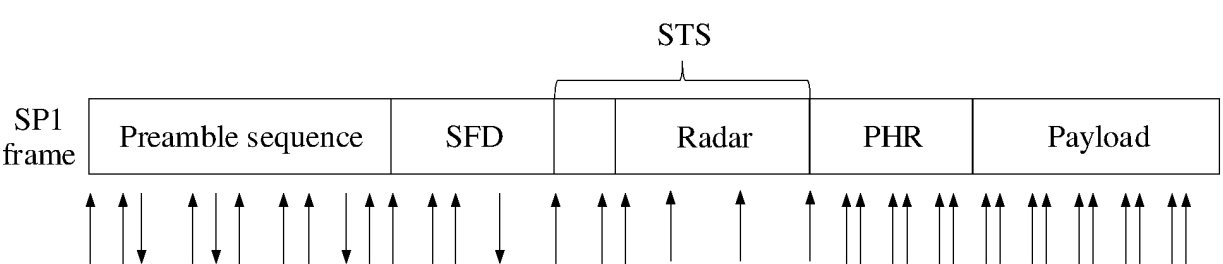 STS
SP1
frame
Preamble sequence
SFD
Radar
PHR
Payload